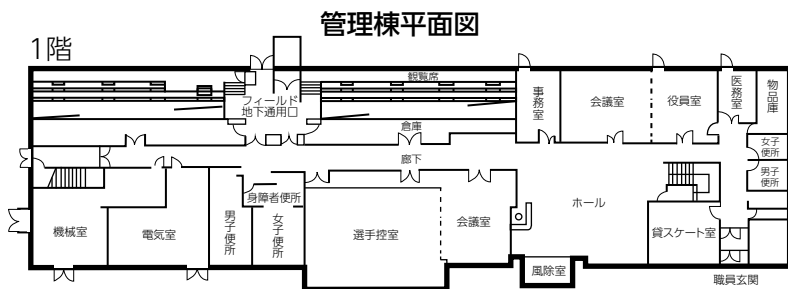 管理棟平面図
1階
観覧席
フィールド
地下通用口
倉庫
廊下
事務室
会議室
役員室
医務室
物品庫
女子
便所
男子
便所
身障者便所
機械室
電気室
男子便所
女子便所
選手控室
会議室
ホール
貸スケート室
風除室
職員玄関